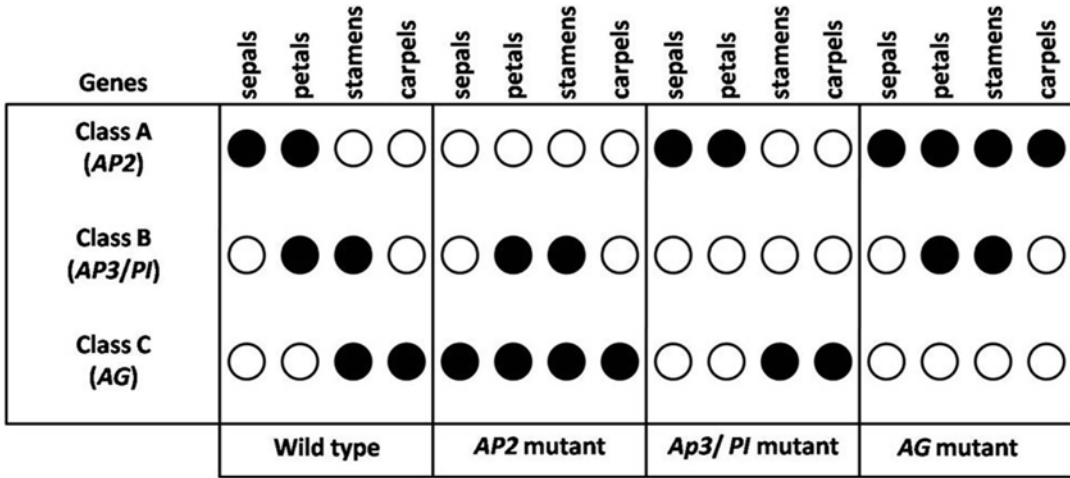 Genes
sepals
petals
stamens
carpels
sepals
petals
stamens
carpels
sepals
petals
stamens
carpels
sepals
petals
stamens
carpels
Class A
(AP2)
Class B
(AP3/PI)
Class C
(AG)
Wild type
AP2 mutant
Ap3/ PI mutant
AG mutant